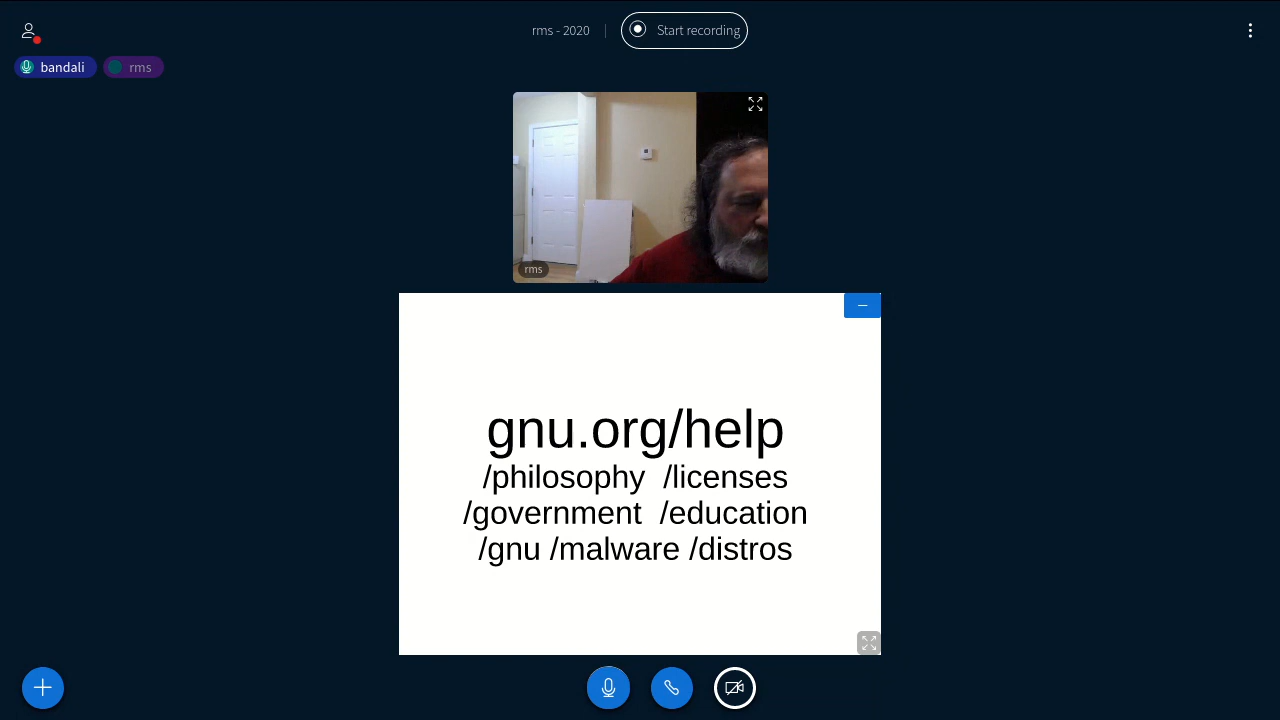 rms - 2020
Start recording
bandali
rms
rms
gnu.org/help
/philosophy /licenses
/government /education
/gnu /malware /distros